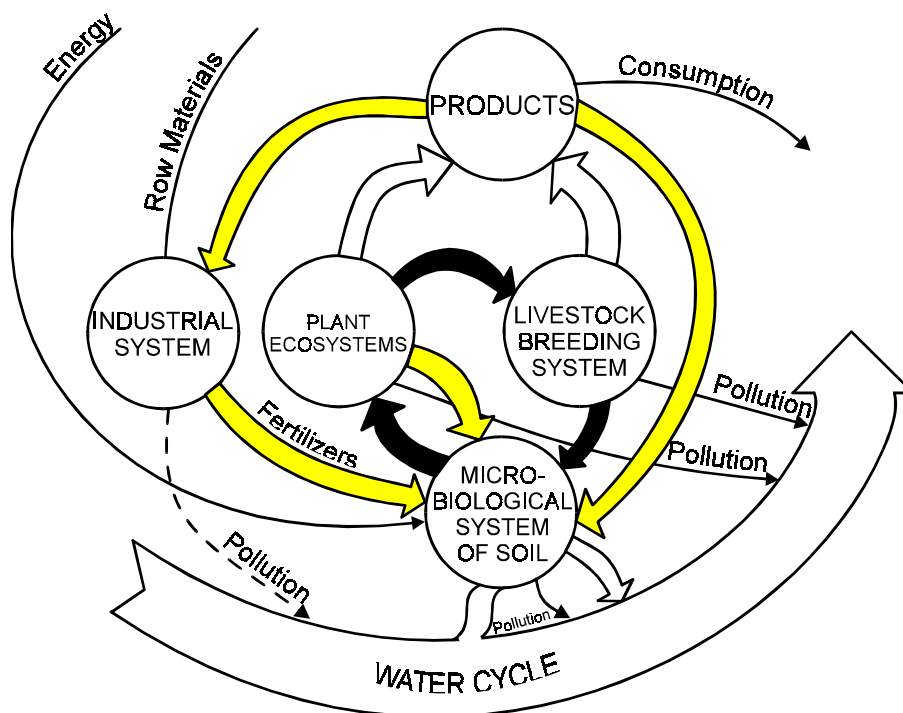 Energy
Row Materials
PRODUCTS
Consumption
INDUSTRIAL
SYSTEM
PLANT
ECOSYSTEMS
LIVESTOCK
BREEDING
SYSTEM
Fertilizers
Pollution
Pollution
MICRO-
BIOLOGICAL
SYSTEM
OF SOIL
Pollution
Pollution
WATER CYCLE